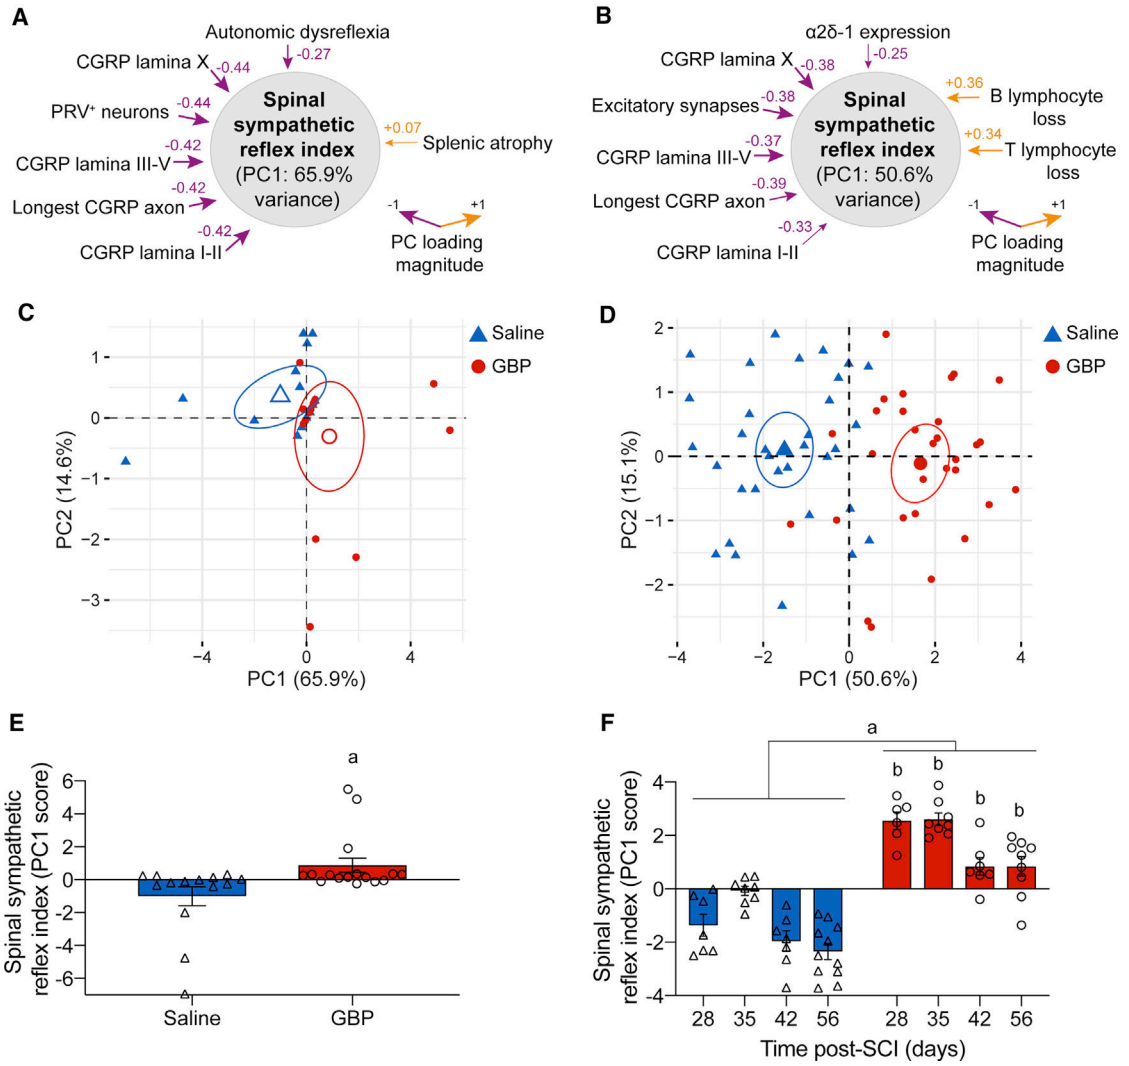 A
Autonomic dysreflexia
-0.27
CGRP lamina X
-0.44
PRV+ neurons
-0.44
CGRP lamina III-V
-0.42
Longest CGRP axon
-0.42
CGRP lamina I-II
-0.42
Spinal
sympathetic
reflex index
(PC1: 65.9%
variance)
+0.07
Splenic atrophy
-1
+1
PC loading
magnitude
B
α2δ-1 expression
-0.25
CGRP lamina X
-0.38
Excitatory synapses
-0.38
CGRP lamina III-V
-0.37
Longest CGRP axon
-0.39
CGRP lamina I-II
-0.33
Spinal
sympathetic
reflex index
(PC1: 50.6%
variance)
+0.36
B lymphocyte
loss
+0.34
T lymphocyte
loss
-1
+1
PC loading
magnitude
C
Saline
GBP
PC2 (14.6%)
1
0
−1
−2
−3
−4
0
4
PC1 (65.9%)
D
Saline
GBP
PC2 (15.1%)
2
1
0
−1
−2
−4
−2
0
2
4
PC1 (50.6%)
E
Spinal sympathetic
reflex index (PC1 score)
6
4
2
0
-2
-4
-6
a
Saline
GBP
F
Spinal sympathetic
reflex index (PC1 score)
4
2
0
-2
-4
a
b
b
b
b
28
35
42
56
28
35
42
56
Time post-SCI (days)